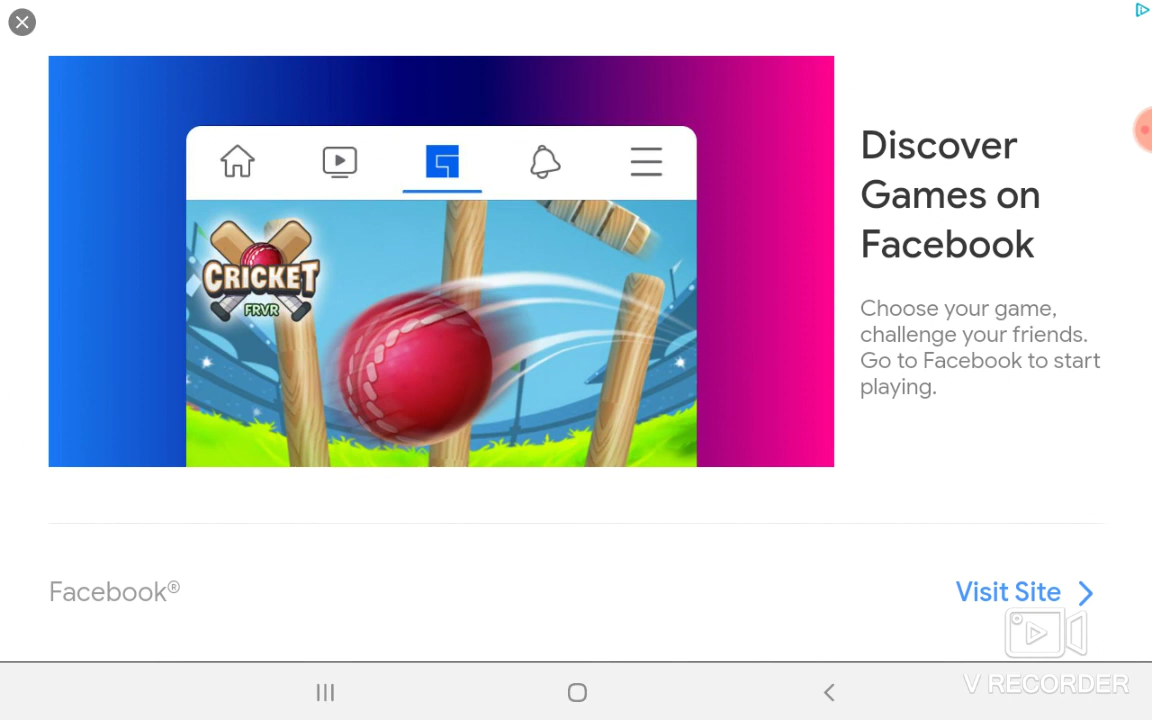 CRICKET
FRVR
Discover
Games on
Facebook
Choose your game,
challenge your friends.
Go to Facebook to start
playing.
Facebook®
Visit Site
V RECORDER